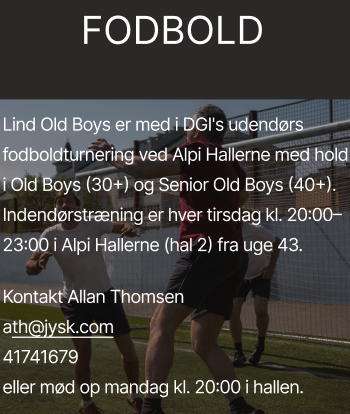 FODBOLD
Lind Old Boys er med i DGI's udendørs
fodboldturnering ved Alpi Hallerne med hold
i Old Boys (30+) og Senior Old Boys (40+).
Indendørstræning er hver tirsdag kl. 20:00–
23:00 i Alpi Hallerne (hal 2) fra uge 43.
Kontakt Allan Thomsen
ath@jysk.com
41741679
eller mød op mandag kl. 20:00 i hallen.